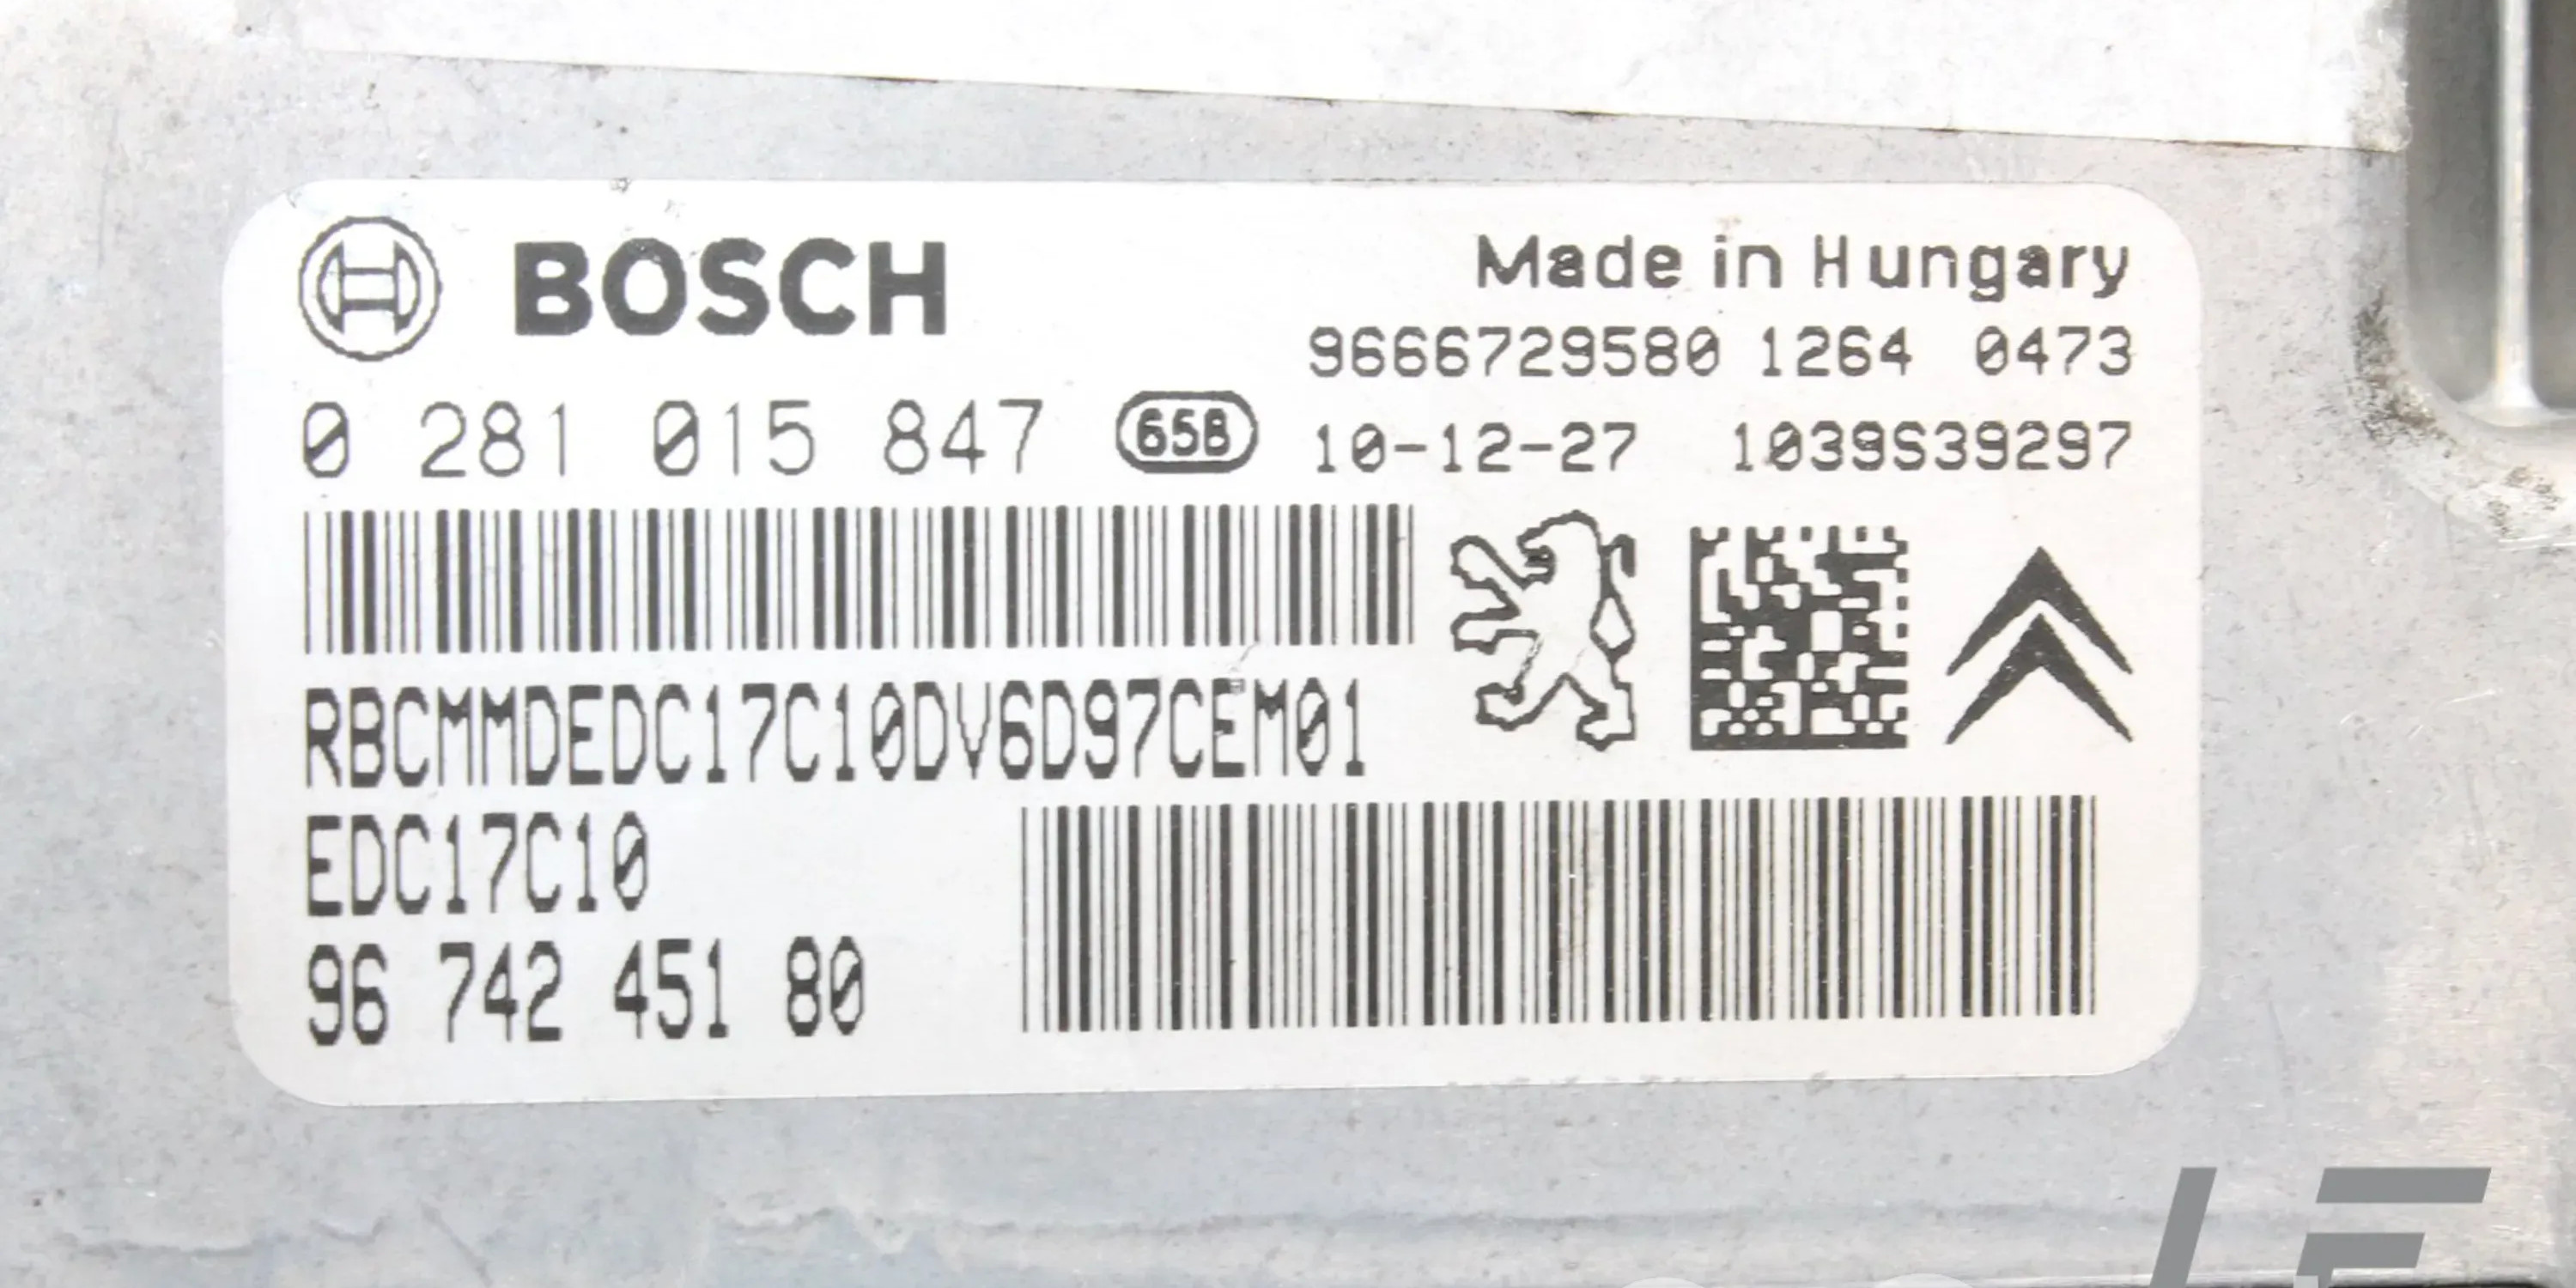 BOSCH
Made in Hungary
9666729580 1264 0473
0 281 015 847 658 10-12-27 1039S39297
RBCMMDEDC17C10DV6D97CEM01
EDC17C10
96 742 451 80